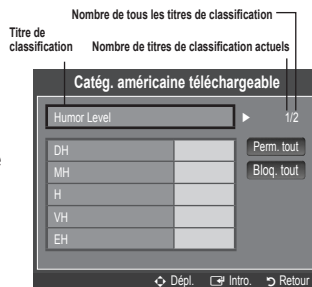 Nombre de tous les titres de classification
Titre de
classification
Nombre de titres de classification actuels
Catég. américaine téléchargeable
Humor Level
► 1/2
DH
Perm. tout
MH
Bloq. tout
H
VH
EH
Dépl. Intro. Retour
e